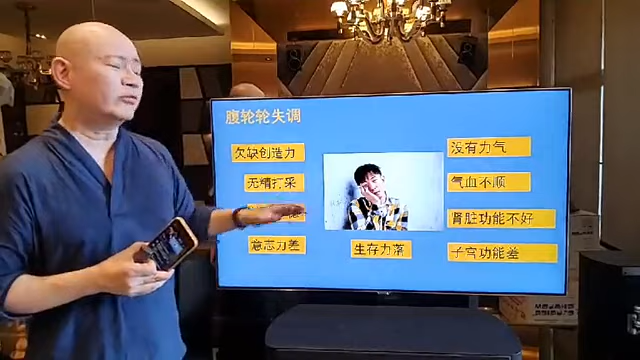 腹轮轮失调
欠缺创造力
无精打采
意志力差
生存力落
没有力气
气血不顺
肾脏功能不好
子宫功能差